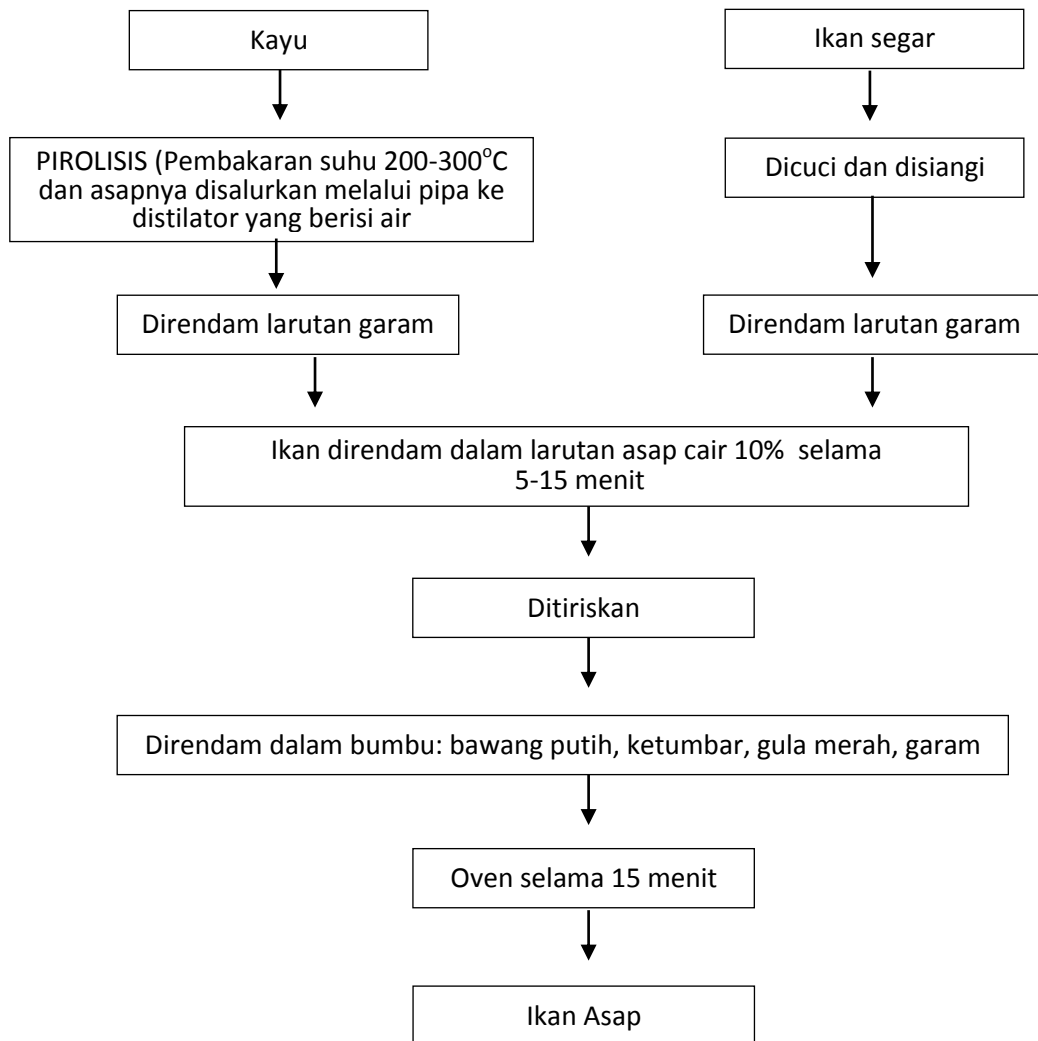 Kayu
Ikan segar
PIROLISIS (Pembakaran suhu 200-300°C
dan asapnya disalurkan melalui pipa ke
distilator yang berisi air
Dicuci dan disiangi
Direndam larutan garam
Direndam larutan garam
Ikan direndam dalam larutan asap cair 10% selama
5-15 menit
Ditiriskan
Direndam dalam bumbu: bawang putih, ketumbar, gula merah, garam
Oven selama 15 menit
Ikan Asap